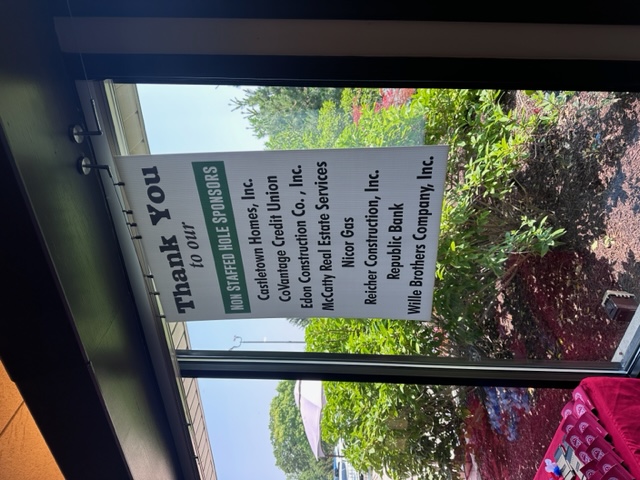 Thank You
to our
NON STAFFED HOLE SPONSORS
Castletown Homes, Inc.
CoVantage Credit Union
Edon Construction Co., Inc.
McCarty Real Estate Services
Nicor Gas
Reicher Construction, Inc.
Republic Bank
Wille Brothers Company, Inc.